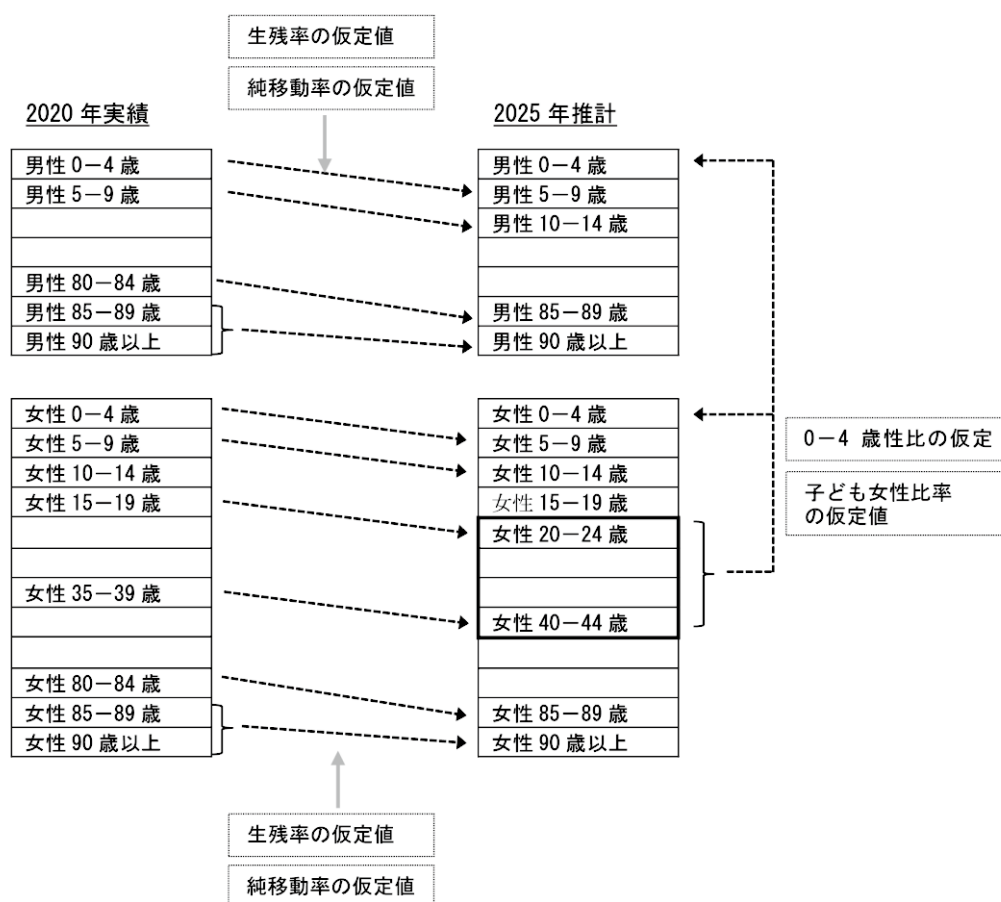 生残率の仮定値
純移動率の仮定値
2020 年実績
2025 年推計
男性 0－4 歳
男性 5－9 歳
男性 80－84 歳
男性 85－89 歳
男性 90 歳以上
男性 0－4 歳
男性 5－9 歳
男性 10－14 歳
男性 85－89 歳
男性 90 歳以上
女性 0－4 歳
女性 5－9 歳
女性 10－14 歳
女性 15－19 歳
女性 35－39 歳
女性 80－84 歳
女性 85－89 歳
女性 90 歳以上
女性 0－4 歳
女性 5－9 歳
女性 10－14 歳
女性 15－19 歳
女性 20－24 歳
女性 40－44 歳
女性 85－89 歳
女性 90 歳以上
0－4 歳性比の仮定
子ども女性比率
の仮定値
生残率の仮定値
純移動率の仮定値